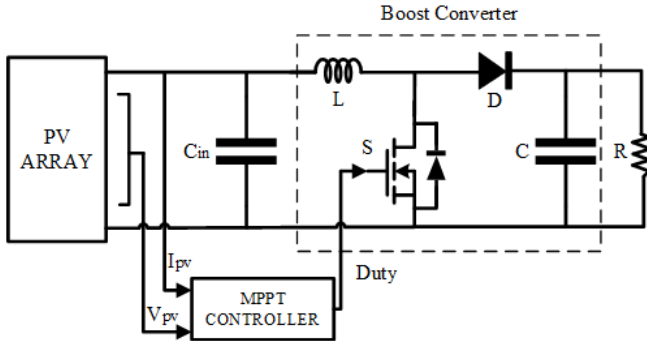 Boost Converter
PV
ARRAY
Cin
L
S
D
C
R
Ipv
Vpv
MPPT
CONTROLLER
Duty